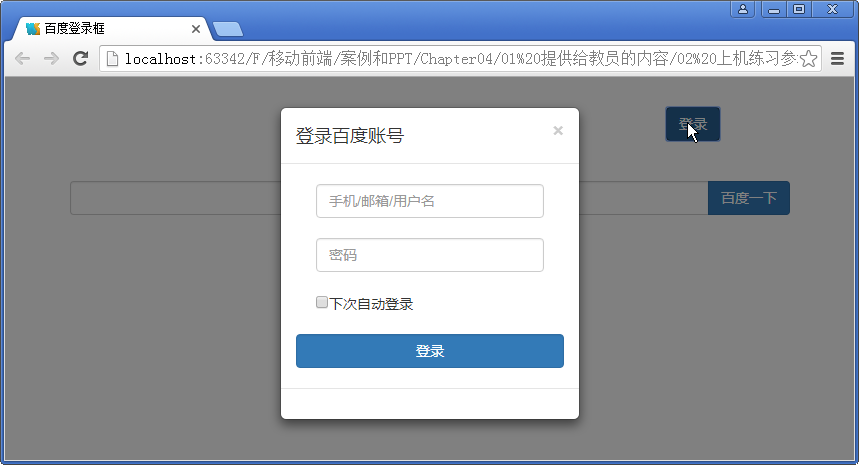 百度登录框
localhost:63342/F/移动前端/案例和PPT/Chapter04/01%20提供给教员的内容/02%20上机练习参
登录百度账号
×
登录
手机/邮箱/用户名
百度一下
密码
下次自动登录
登录